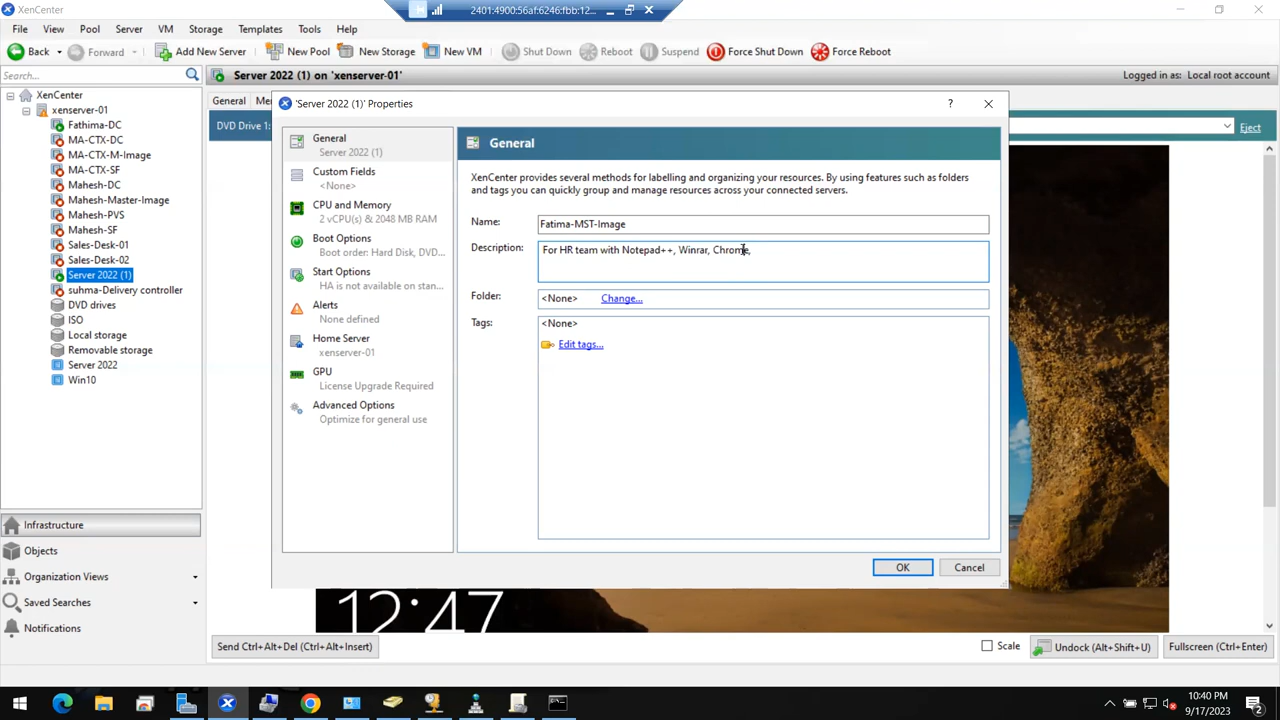 XenCenter
2401:4900:56af:6246:fbb:12...
File View Pool Server VM Storage Templates Tools Help
Back Forward Add New Server New Pool New Storage New VM Shut Down Reboot Suspend Force Shut Down Force Reboot
Search...
Server 2022 (1) on 'xenserver-01'
Logged in as: Local root account
XenCenter
xenserver-01
Fathima-DC
MA-CTX-DC
MA-CTX-M-Image
MA-CTX-SF
Mahesh-DC
Mahesh-Master-Image
Mahesh-PVS
Mahesh-SF
Sales-Desk-01
Sales-Desk-02
Server 2022 (1)
suhma-Delivery controller
DVD drives
ISO
Local storage
Removable storage
Server 2022
Win10
Infrastructure
Objects
Organization Views
Saved Searches
Notifications
General
DVD Drive 1:
Eject
'Server 2022 (1)' Properties
?
General
Server 2022 (1)
Custom Fields
<None>
CPU and Memory
2 vCPU(s) & 2048 MB RAM
Boot Options
Boot order: Hard Disk, DVD...
Start Options
HA is not available on stan...
Alerts
None defined
Home Server
xenserver-01
GPU
License Upgrade Required
Advanced Options
Optimize for general use
General
XenCenter provides several methods for labelling and organizing your resources. By using features such as folders
and tags you can quickly group and manage resources across your connected servers.
Name: Fatima-MST-Image
Description: For HR team with Notepad++, Winrar, Chrome,
Folder: <None> Change...
Tags: <None>
Edit tags...
OK Cancel
12:47
Send Ctrl+Alt+Del (Ctrl+Alt+Insert)
Scale
Undock (Alt+Shift+U)
Fullscreen (Ctrl+Enter)
10:40 PM
9/17/2023
2